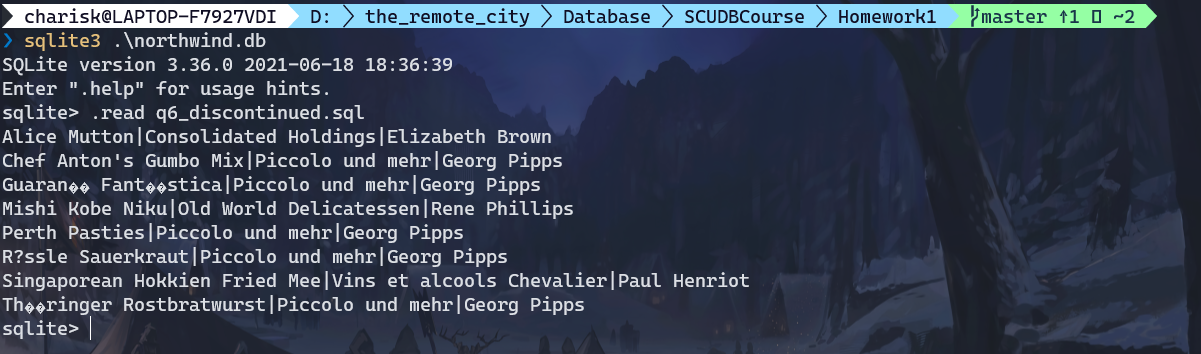 charisk@LAPTOP-F7927VDI D: the_remote_city Database SCUDBCourse Homework1 master ↑1 ▯ ~2
❯ sqlite3 .\northwind.db
SQLite version 3.36.0 2021-06-18 18:36:39
Enter ".help" for usage hints.
sqlite> .read q6_discontinued.sql
Alice Mutton|Consolidated Holdings|Elizabeth Brown
Chef Anton's Gumbo Mix|Piccolo und mehr|Georg Pipps
Guaran�� Fant��stica|Piccolo und mehr|Georg Pipps
Mishi Kobe Niku|Old World Delicatessen|Rene Phillips
Perth Pasties|Piccolo und mehr|Georg Pipps
R?ssle Sauerkraut|Piccolo und mehr|Georg Pipps
Singaporean Hokkien Fried Mee|Vins et alcools Chevalier|Paul Henriot
Th��ringer Rostbratwurst|Piccolo und mehr|Georg Pipps
sqlite>